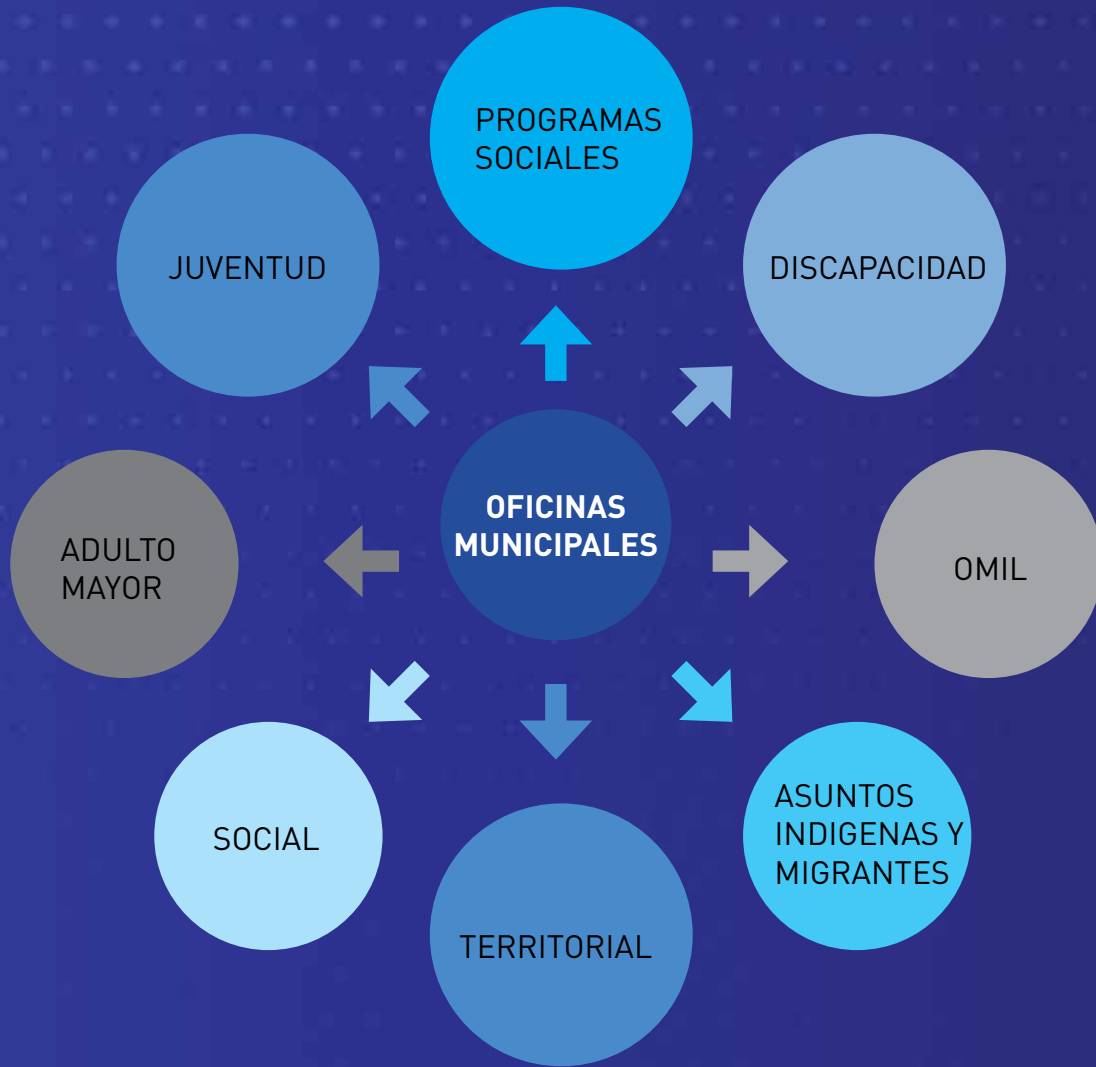 PROGRAMAS
SOCIALES
JUVENTUD
DISCAPACIDAD
OFICINAS
MUNICIPALES
ADULTO
MAYOR
OMIL
SOCIAL
ASUNTOS
INDIGENAS Y
MIGRANTES
TERRITORIAL